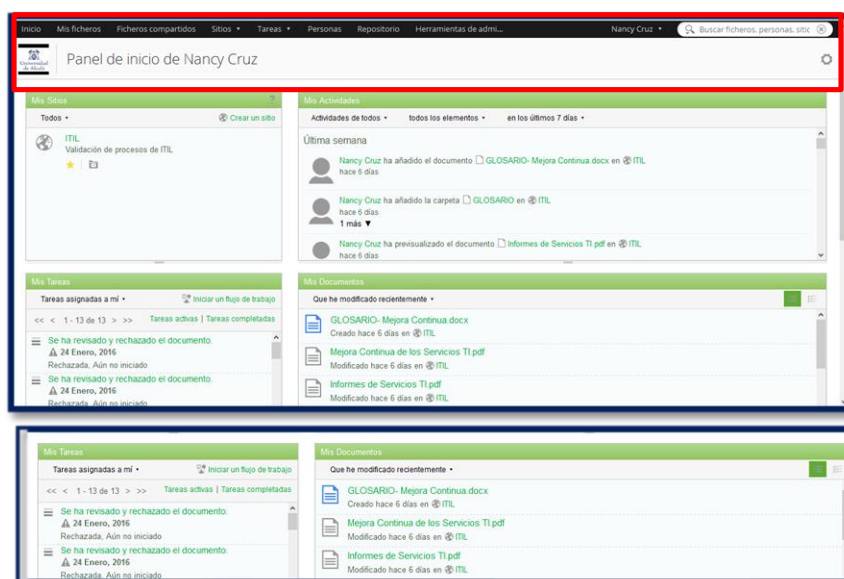 Inicio Mis ficheros Ficheros compartidos Sitios Tareas Personas Repositorio Herramientas de admi... Nancy Cruz Buscar ficheros, personas, sitic
Universidad de Alcalá
Panel de inicio de Nancy Cruz
Mis Sitios ?
Todos Crear un sitio
ITIL
Validación de procesos de ITIL
Mis Actividades
Actividades de todos todos los elementos en los últimos 7 días
Última semana
Nancy Cruz ha añadido el documento GLOSARIO- Mejora Continua.docx en ITIL
hace 6 días
Nancy Cruz ha añadido la carpeta GLOSARIO en ITIL
hace 6 días
1 más ▼
Nancy Cruz ha previsualizado el documento Informes de Servicios TI.pdf en ITIL
hace 6 días
Mis Tareas
Tareas asignadas a mí Iniciar un flujo de trabajo
<< < 1 - 13 de 13 > >> Tareas activas | Tareas completadas
Se ha revisado y rechazado el documento.
24 Enero, 2016
Rechazada, Aún no iniciado
Se ha revisado y rechazado el documento.
24 Enero, 2016
Rechazada, Aún no iniciado
Mis Documentos
Que he modificado recientemente
GLOSARIO- Mejora Continua.docx
Creado hace 6 días en ITIL
Mejora Continua de los Servicios TI.pdf
Modificado hace 6 días en ITIL
Informes de Servicios TI.pdf
Modificado hace 6 días en ITIL
Mis Tareas
Tareas asignadas a mí Iniciar un flujo de trabajo
<< < 1 - 13 de 13 > >> Tareas activas | Tareas completadas
Se ha revisado y rechazado el documento.
24 Enero, 2016
Rechazada, Aún no iniciado
Se ha revisado y rechazado el documento.
24 Enero, 2016
Rechazada, Aún no iniciado
Mis Documentos
Que he modificado recientemente
GLOSARIO- Mejora Continua.docx
Creado hace 6 días en ITIL
Mejora Continua de los Servicios TI.pdf
Modificado hace 6 días en ITIL
Informes de Servicios TI.pdf
Modificado hace 6 días en ITIL